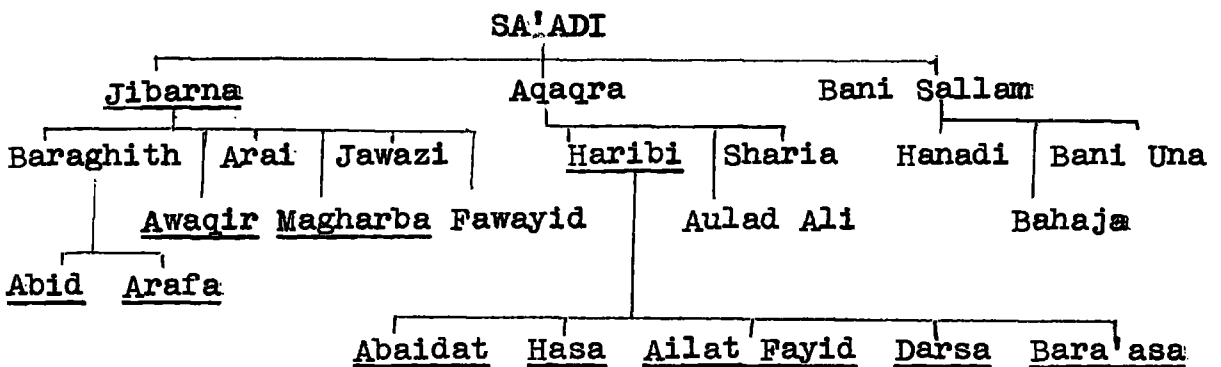 SA'ADI
Jibarna Aqaqra Bani Sallam
Baraghith Arai Jawazi Haribi Sharia Hanadi Bani Una
Awaqir Magharba Fawayid Aulad Ali Bahaja
Abid Arafa
Abaidat Hasa Ailat Fayid Darsa Bara'asa